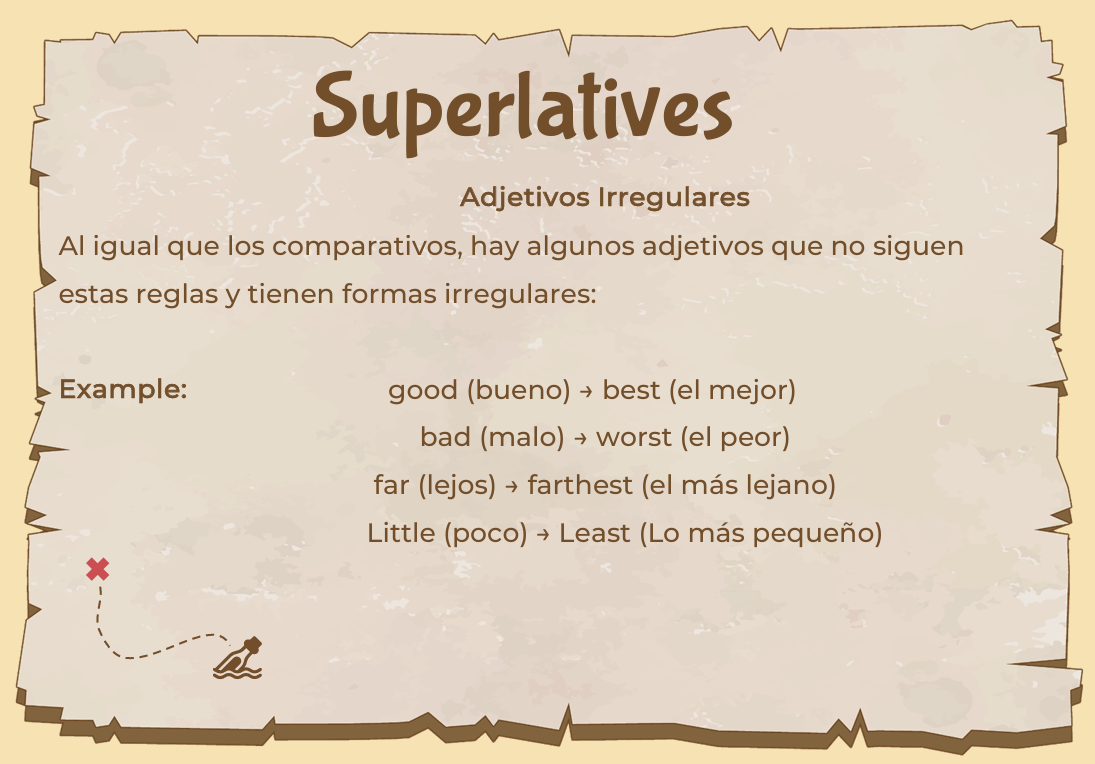 Superlatives
Adjetivos Irregulares
Al igual que los comparativos, hay algunos adjetivos que no siguen
estas reglas y tienen formas irregulares:
Example: good (bueno) → best (el mejor)
bad (malo) → worst (el peor)
far (lejos) → farthest (el más lejano)
Little (poco) → Least (Lo más pequeño)